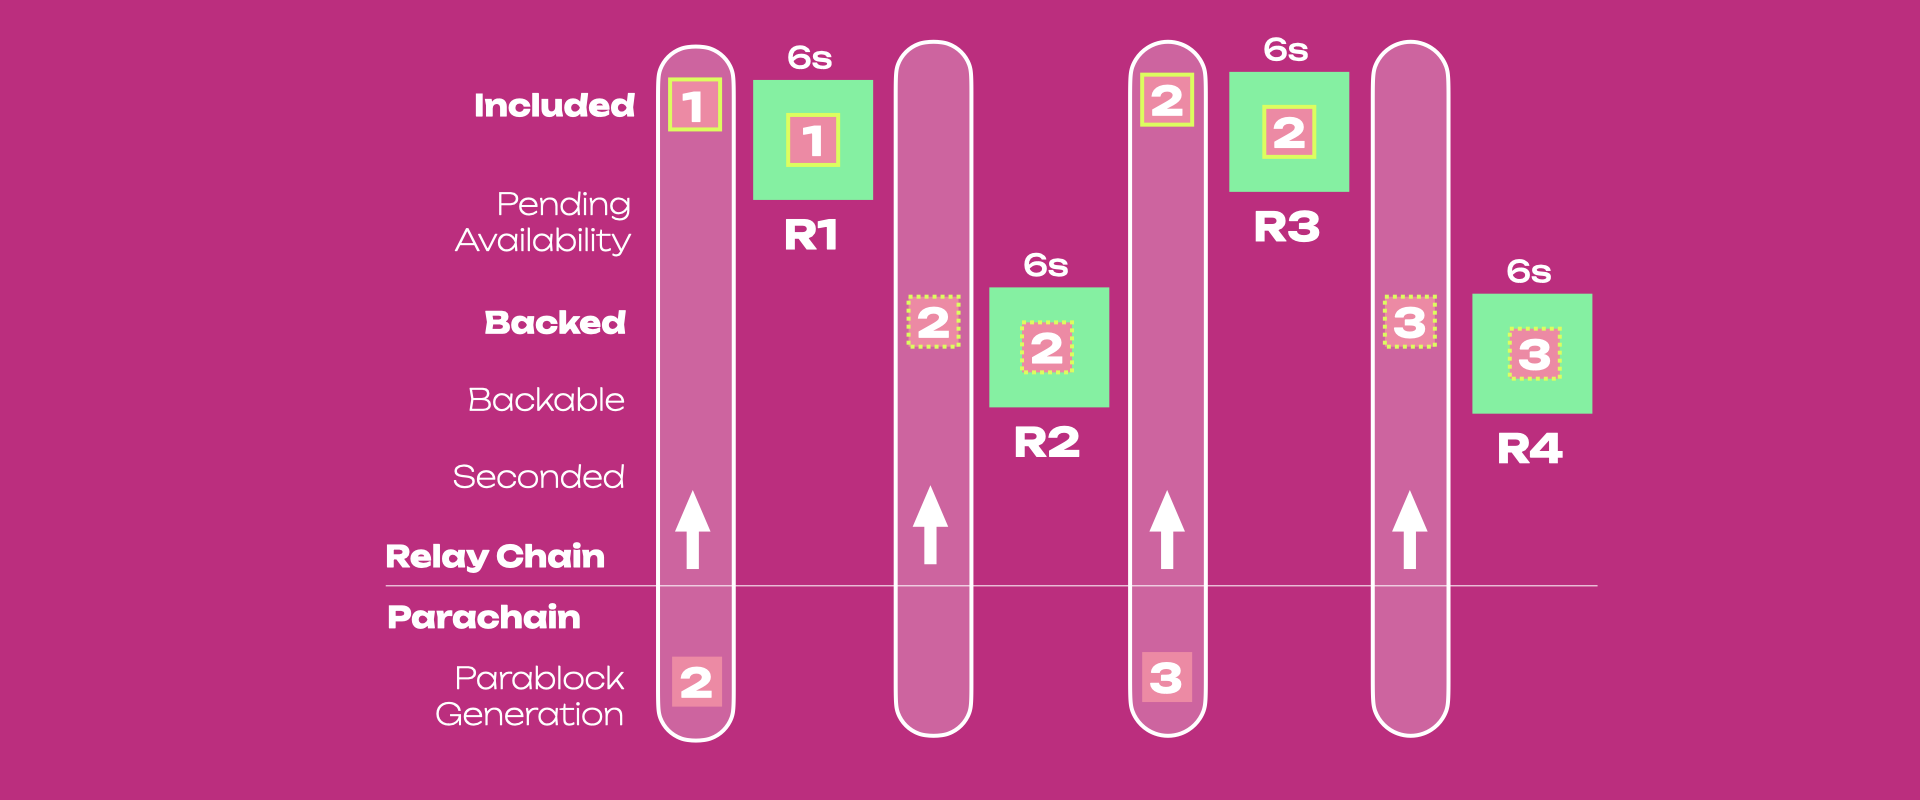 6s
6s
Included
1
1
2
2
Pending
Availability
R1
R3
6s
6s
Backed
2
2
3
3
Backable
R2
R4
Seconded
Relay Chain
Parachain
Parablock
Generation
2
3